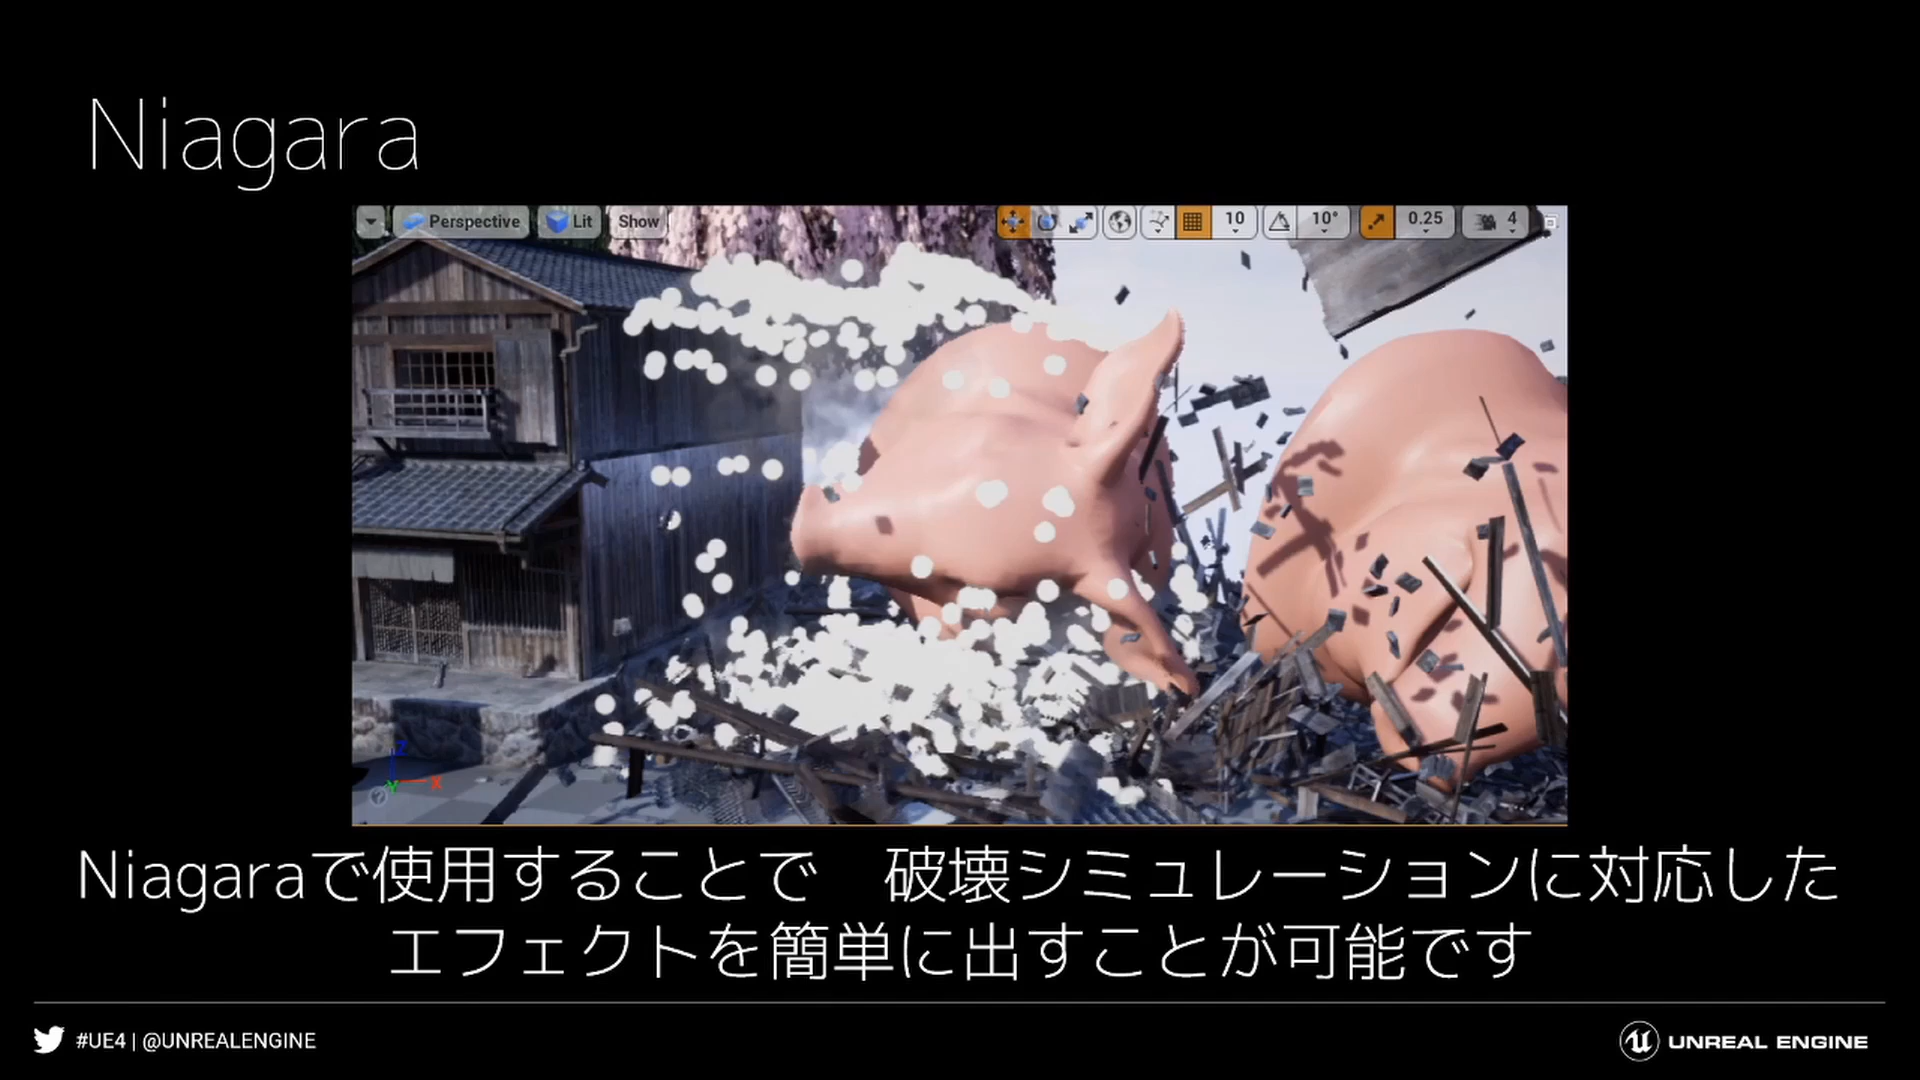 Niagara
Perspective Lit Show 10 10° 0.25 4
Z
Y X
Niagaraで使用することで　破壊シミュレーションに対応した
エフェクトを簡単に出すことが可能です
#UE4 | @UNREALENGINE
UNREAL ENGINE